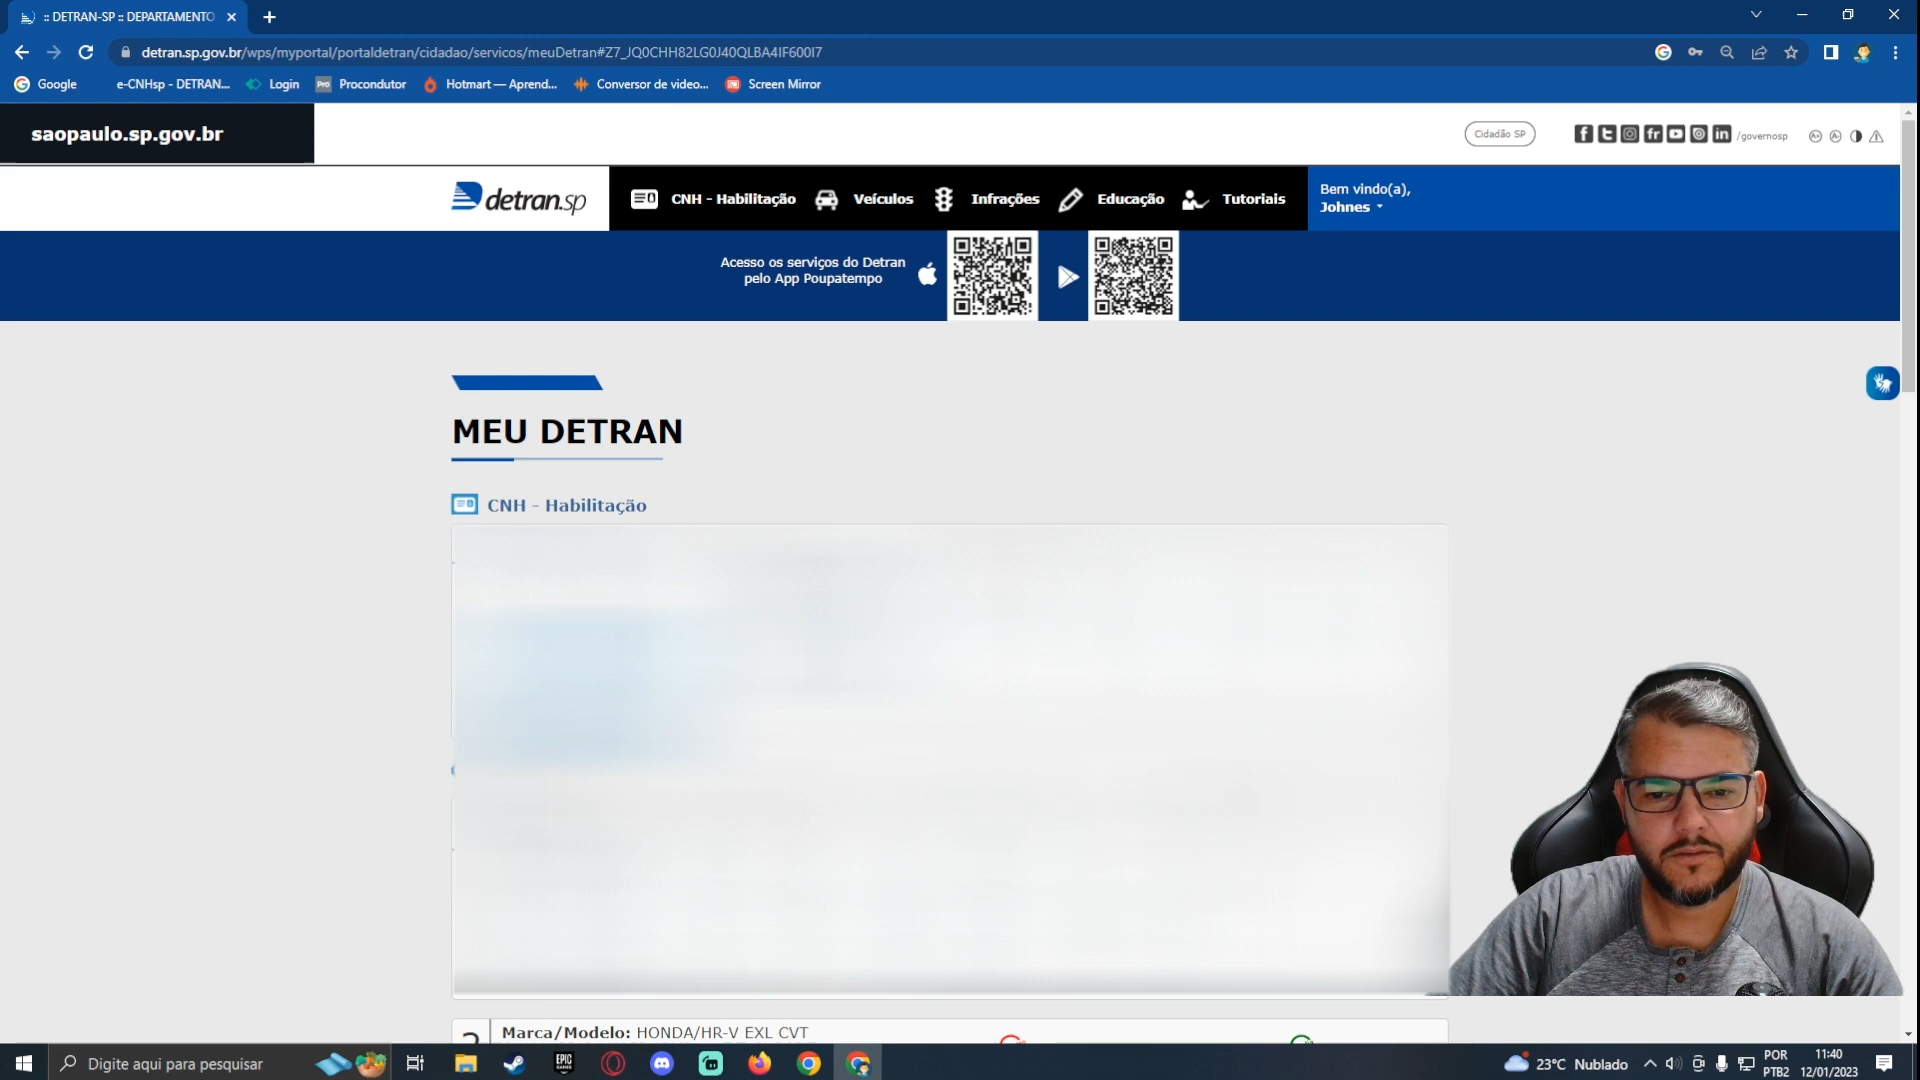 :: DETRAN-SP :: DEPARTAMENTO
detran.sp.gov.br/wps/myportal/portaldetran/cidadao/servicos/meuDetran#Z7_JQ0CHH82LG0J40QLBA4IF600I7
Google
e-CNHsp - DETRAN...
Login
Pro
Procondutor
Hotmart — Aprend...
Conversor de video...
Screen Mirror
saopaulo.sp.gov.br
Cidadão SP
/governosp
detran.sp
CNH - Habilitação
Veículos
Infrações
Educação
Tutoriais
Bem vindo(a),
Johnes
Acesso os serviços do Detran
pelo App Poupatempo
MEU DETRAN
CNH - Habilitação
Marca/Modelo: HONDA/HR-V EXL CVT
Digite aqui para pesquisar
EPIC
GAMES
23°C Nublado
POR
PTB2
11:40
12/01/2023